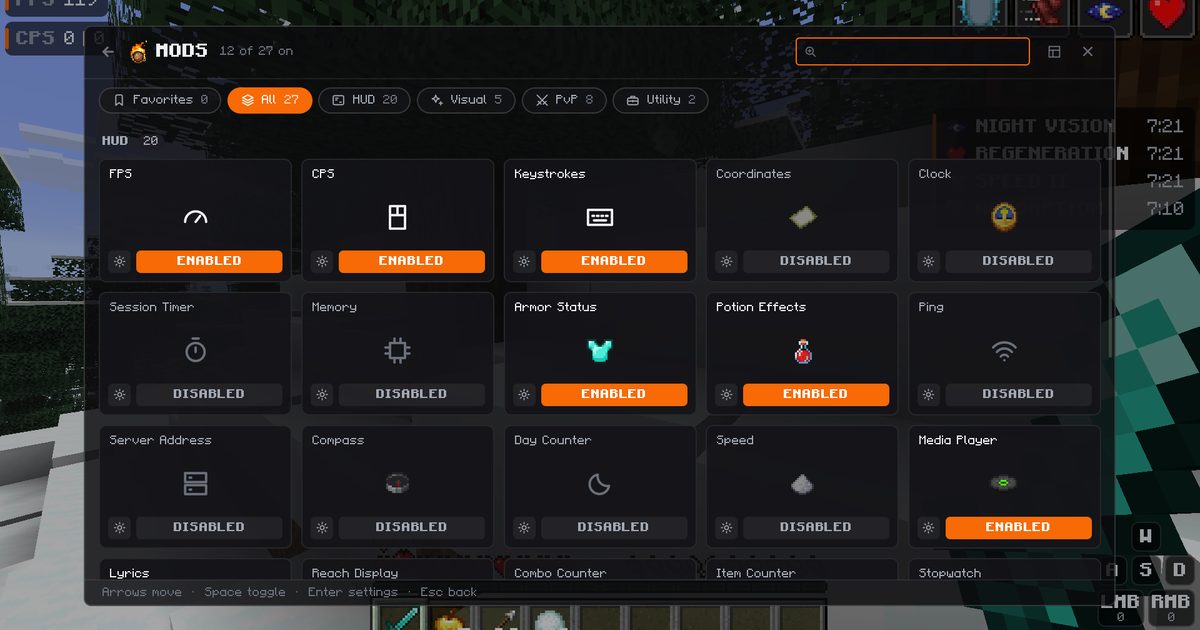 FPS 119
CPS 0 | 0
MODS 12 of 27 on
Favorites 0 All 27 HUD 20 Visual 5 PvP 8 Utility 2
HUD 20
NIGHT VISION 7:21
REGENERATION 7:21
SPEED II 7:21
7:10
FPS CPS Keystrokes Coordinates Clock
ENABLED ENABLED ENABLED DISABLED DISABLED
Session Timer Memory Armor Status Potion Effects Ping
DISABLED DISABLED ENABLED ENABLED DISABLED
Server Address Compass Day Counter Speed Media Player
DISABLED DISABLED DISABLED DISABLED ENABLED
W
Lyrics Reach Display Combo Counter Item Counter Stopwatch
A S D
Arrows move · Space toggle · Enter settings · Esc back
LMB RMB
0 0